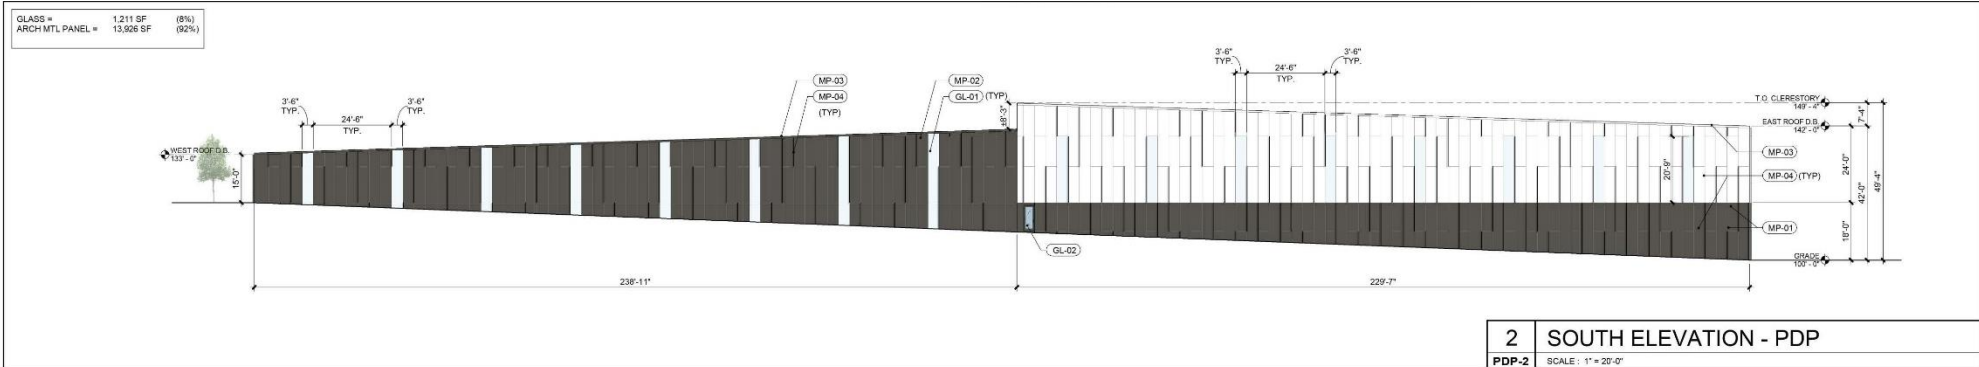 GLASS = 1,211 SF (8%)
ARCH MTL PANEL = 13,926 SF (92%)
3'-6"
TYP.
24'-6"
TYP.
3'-6"
TYP.
MP-03
MP-04
(TYP)
MP-02
GL-01 (TYP)
±8'-3"
3'-6"
TYP.
24'-6"
TYP.
3'-6"
TYP.
T.O. CLERESTORY
149' - 4"
7'-4"
EAST ROOF D.B.
142' - 0"
WEST ROOF D.B.
133' - 0"
15'-0"
MP-03
20'-9"
MP-04 (TYP)
24'-0"
42'-0"
49'-4"
MP-01
18'-0"
GL-02
GRADE
100' - 0"
238'-11"
229'-7"
2 SOUTH ELEVATION - PDP
PDP-2 SCALE : 1" = 20'-0"